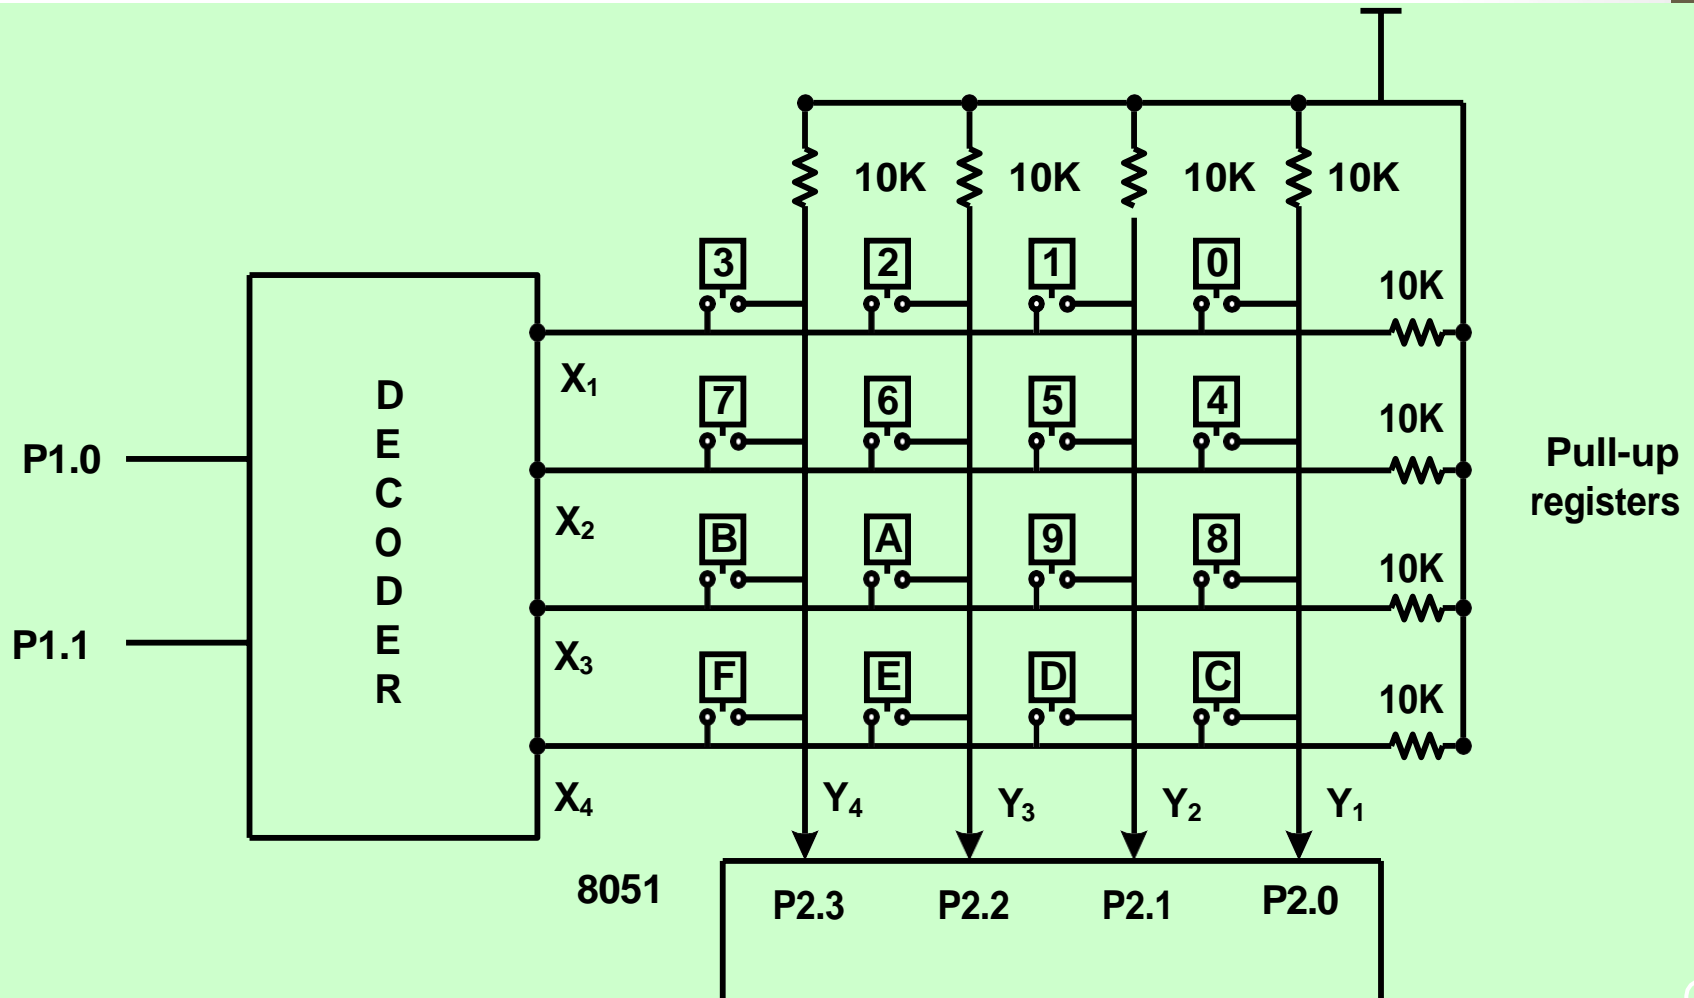 10K 10K 10K 10K
3 2 1 0
10K
X₁
7 6 5 4
10K
DECODER
P1.0
Pull-up
registers
X₂
B A 9 8
10K
P1.1
X₃
F E D C
10K
X₄
Y₄ Y₃ Y₂ Y₁
8051
P2.3 P2.2 P2.1 P2.0